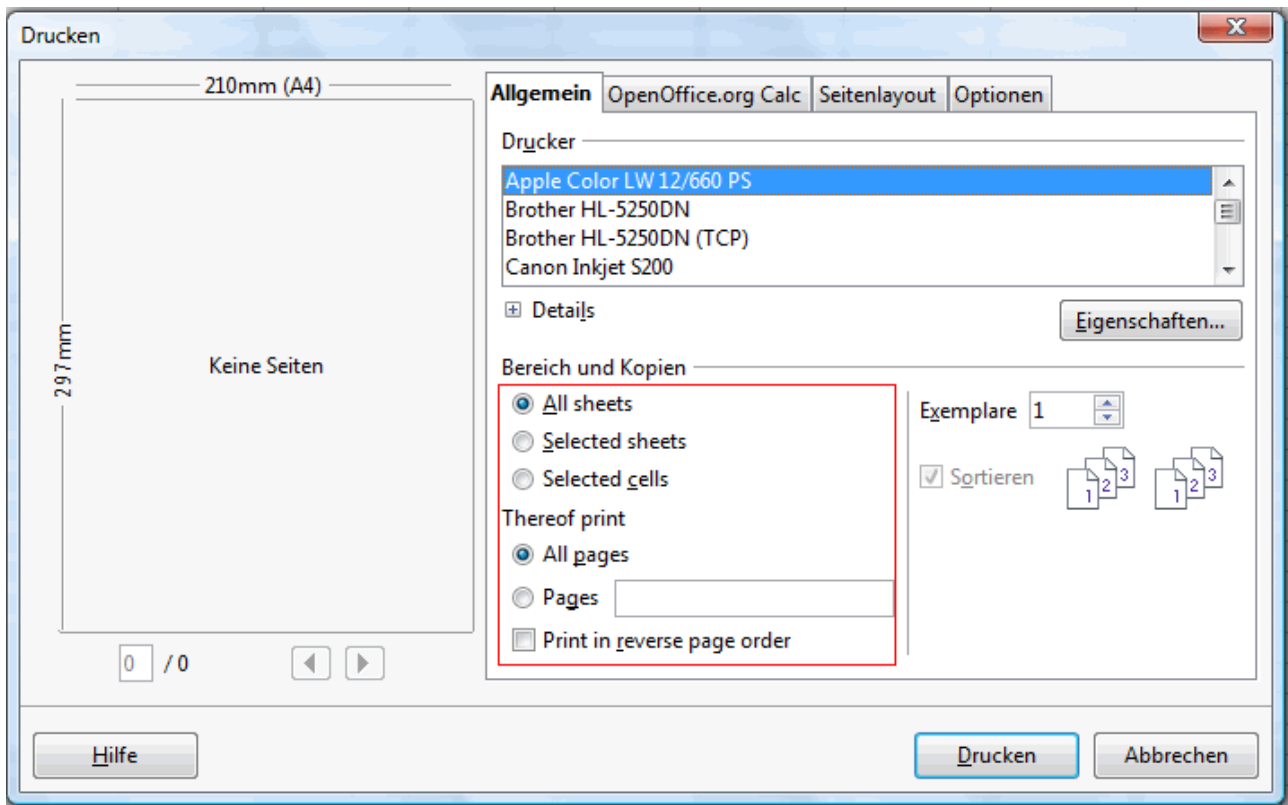 Drucken
210mm (A4)
297mm
Keine Seiten
0 / 0
Allgemein OpenOffice.org Calc Seitenlayout Optionen
Drucker
Apple Color LW 12/660 PS
Brother HL-5250DN
Brother HL-5250DN (TCP)
Canon Inkjet S200
Details
Eigenschaften...
Bereich und Kopien
All sheets
Selected sheets
Selected cells
Thereof print
All pages
Pages
Print in reverse page order
Exemplare 1
Sortieren 1 2 3 1 2 3
Hilfe Drucken Abbrechen